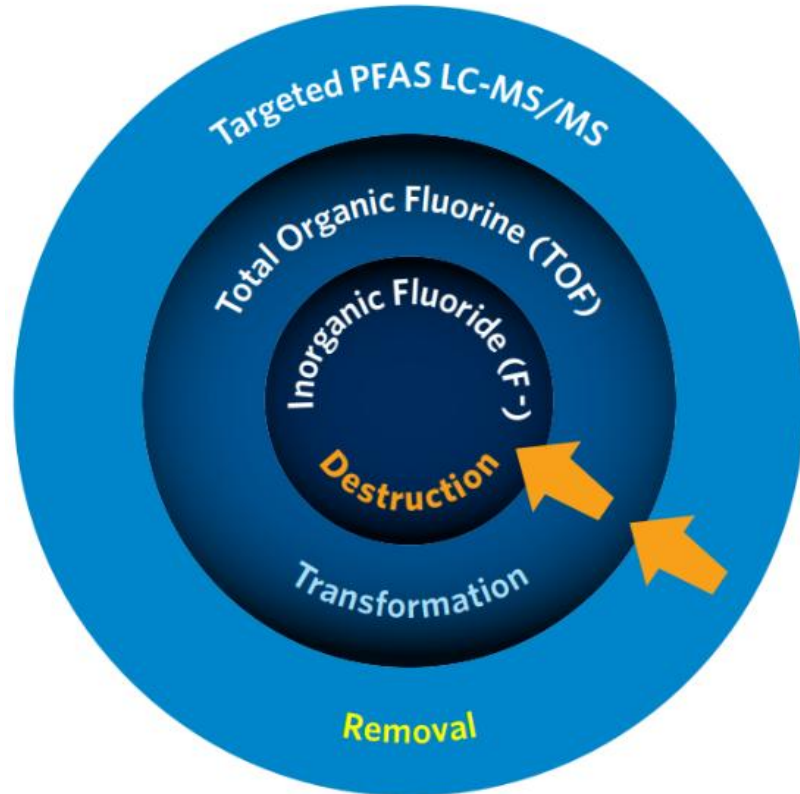 Targeted PFAS LC-MS/MS
Total Organic Fluorine (TOF)
Inorganic Fluoride (F-)
Destruction
Transformation
Removal